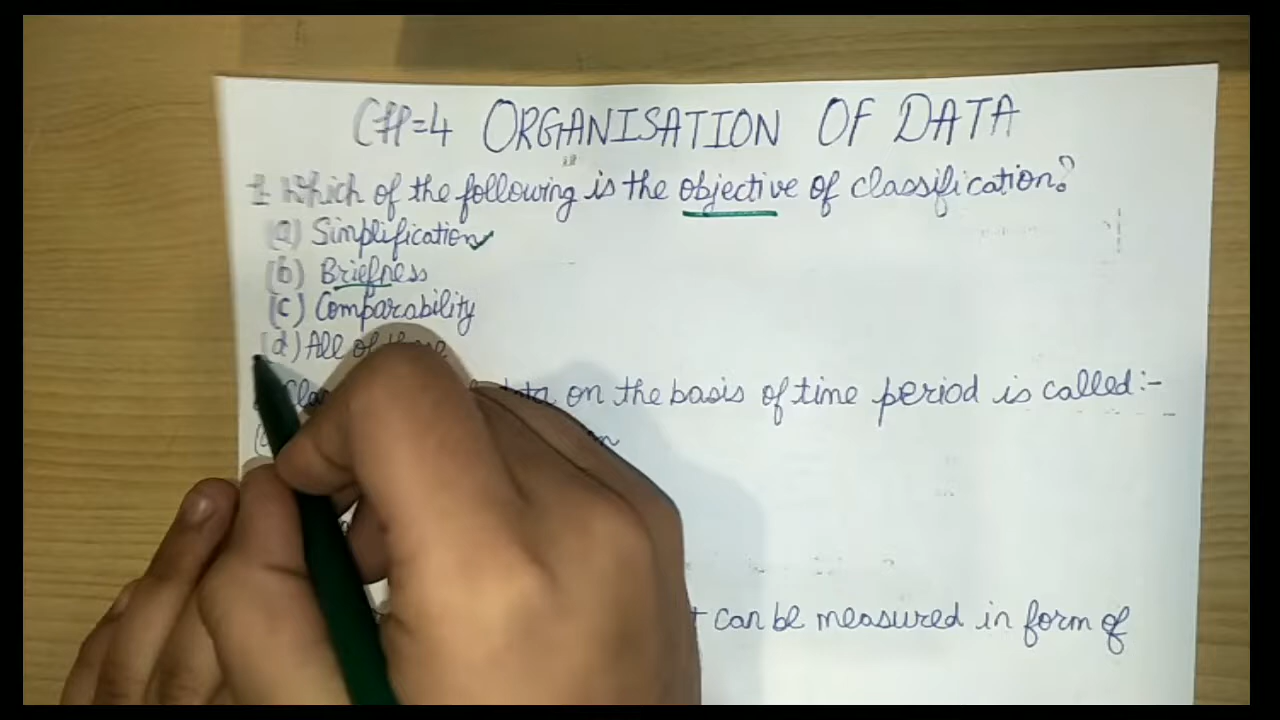 CH=4 ORGANISATION OF DATA
1 Which of the following is the objective of classification?
(a) Simplification
(b) Briefness
(c) Comparability
(d) All of these
on the basis of time period is called:-
can be measured in form of